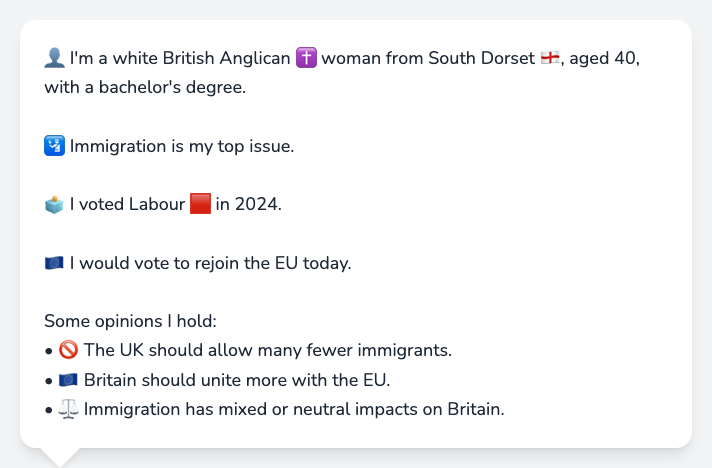 👤 I'm a white British Anglican ✝️ woman from South Dorset 🏴󠁧󠁢󠁥󠁮󠁧󠁿, aged 40,
with a bachelor's degree.
🛂 Immigration is my top issue.
🗳️ I voted Labour 🟥 in 2024.
🇪🇺 I would vote to rejoin the EU today.
Some opinions I hold:
• 🚫 The UK should allow many fewer immigrants.
• 🇪🇺 Britain should unite more with the EU.
• ⚖️ Immigration has mixed or neutral impacts on Britain.